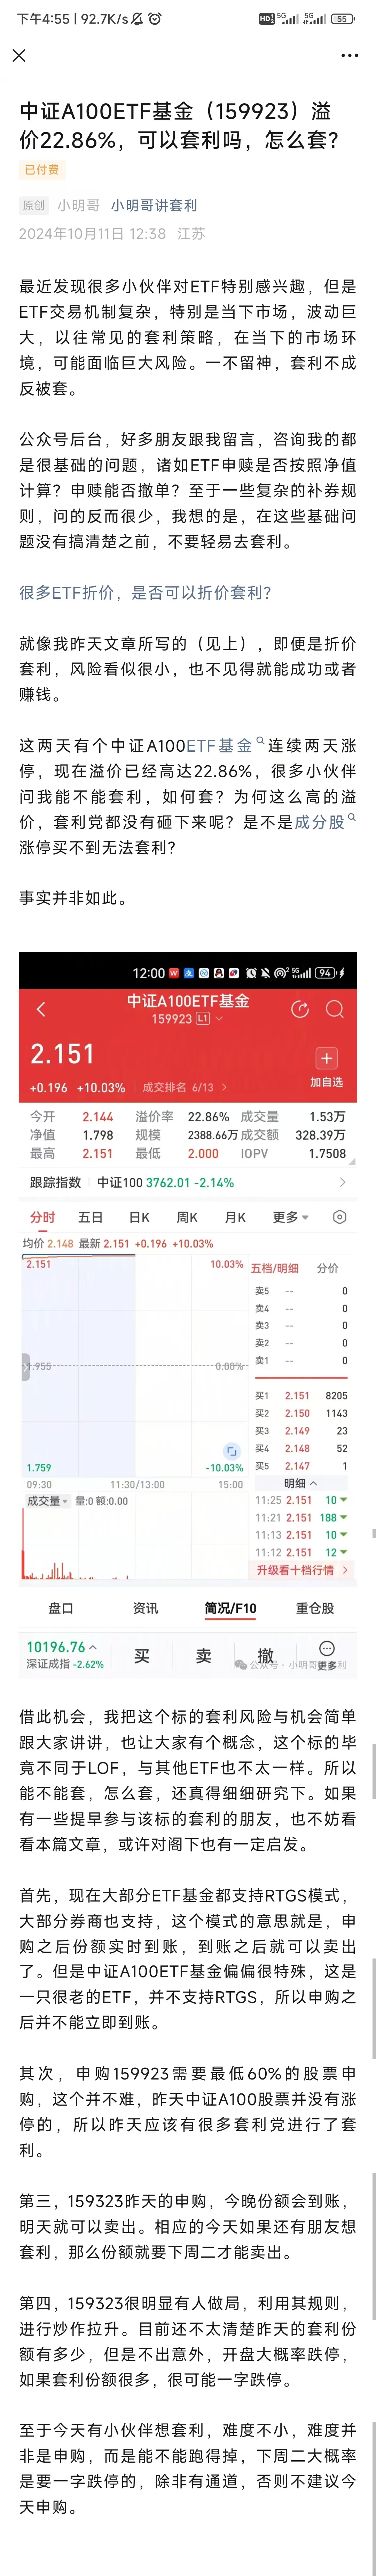 下午4:55 | 92.7K/s
HD 5G 5G 55
中证A100ETF基金（159923）溢
价22.86%，可以套利吗，怎么套？
已付费
原创 小明哥 小明哥讲套利
2024年10月11日 12:38 江苏
最近发现很多小伙伴对ETF特别感兴趣，但是
ETF交易机制复杂，特别是当下市场，波动巨
大，以往常见的套利策略，在当下的市场环
境，可能面临巨大风险。一不留神，套利不成
反被套。
公众号后台，好多朋友跟我留言，咨询我的都
是很基础的问题，诸如ETF申赎是否按照净值
计算？申赎能否撤单？至于一些复杂的补券规
则，问的反而很少，我想的是，在这些基础问
题没有搞清楚之前，不要轻易去套利。
很多ETF折价，是否可以折价套利？
就像我昨天文章所写的（见上），即便是折价
套利，风险看似很小，也不见得就能成功或者
赚钱。
这两天有个中证A100ETF基金连续两天涨
停，现在溢价已经高达22.86%，很多小伙伴
问我能不能套利，如何套？为何这么高的溢
价，套利党都没有砸下来呢？是不是成分股
涨停买不到无法套利？
事实并非如此。
12:00 5G 94
中证A100ETF基金
159923 L1
2.151
+0.196 +10.03% 成交排名 6/13 加自选
今开 2.144 溢价率 22.86% 成交量 1.53万
净值 1.798 规模 2388.66万 成交额 328.39万
最高 2.151 最低 2.000 IOPV 1.7508
跟踪指数 中证100 3762.01 -2.14%
分时 五日 日K 周K 月K 更多
均价 2.148 最新 2.151 +0.196 +10.03%
2.151 10.03%
1.955 0.00%
1.759 -10.03%
09:30 11:30/13:00 15:00
成交量 量:0 额:0.00
五档/明细 分价
卖5 -- 0
卖4 -- 0
卖3 -- 0
卖2 -- 0
卖1 -- 0
买1 2.151 8205
买2 2.150 1143
买3 2.149 23
买4 2.148 52
买5 2.147 1
明细
11:25 2.151 10
11:21 2.151 188
11:13 2.151 10
11:12 2.151 12
升级看十档行情
盘口 资讯 简况/F10 重仓股
10196.76
深证成指 -2.62%
买 卖 撤 更多
公众号 · 小明哥讲套利
借此机会，我把这个标的套利风险与机会简单
跟大家讲讲，也让大家有个概念，这个标的毕
竟不同于LOF，与其他ETF也不太一样。所以
能不能套，怎么套，还真得细细研究下。如果
有一些提早参与该标的套利的朋友，也不妨看
看本篇文章，或许对阁下也有一定启发。
首先，现在大部分ETF基金都支持RTGS模式，
大部分券商也支持，这个模式的意思就是，申
购之后份额实时到账，到账之后就可以卖出
了。但是中证A100ETF基金偏偏很特殊，这是
一只很老的ETF，并不支持RTGS，所以申购之
后并不能立即到账。
其次，申购159923需要最低60%的股票申
购，这个并不难，昨天中证A100股票并没有涨
停的，所以昨天应该有很多套利党进行了套
利。
第三，159323昨天的申购，今晚份额会到账，
明天就可以卖出。相应的今天如果还有朋友想
套利，那么份额就要下周二才能卖出。
第四，159323很明显有人做局，利用其规则，
进行炒作拉升。目前还不太清楚昨天的套利份
额有多少，但是不出意外，开盘大概率跌停，
如果套利份额很多，很可能一字跌停。
至于今天有小伙伴想套利，难度不小，难度并
非是申购，而是能不能跑得掉，下周二大概率
是要一字跌停的，除非有通道，否则不建议今
天申购。